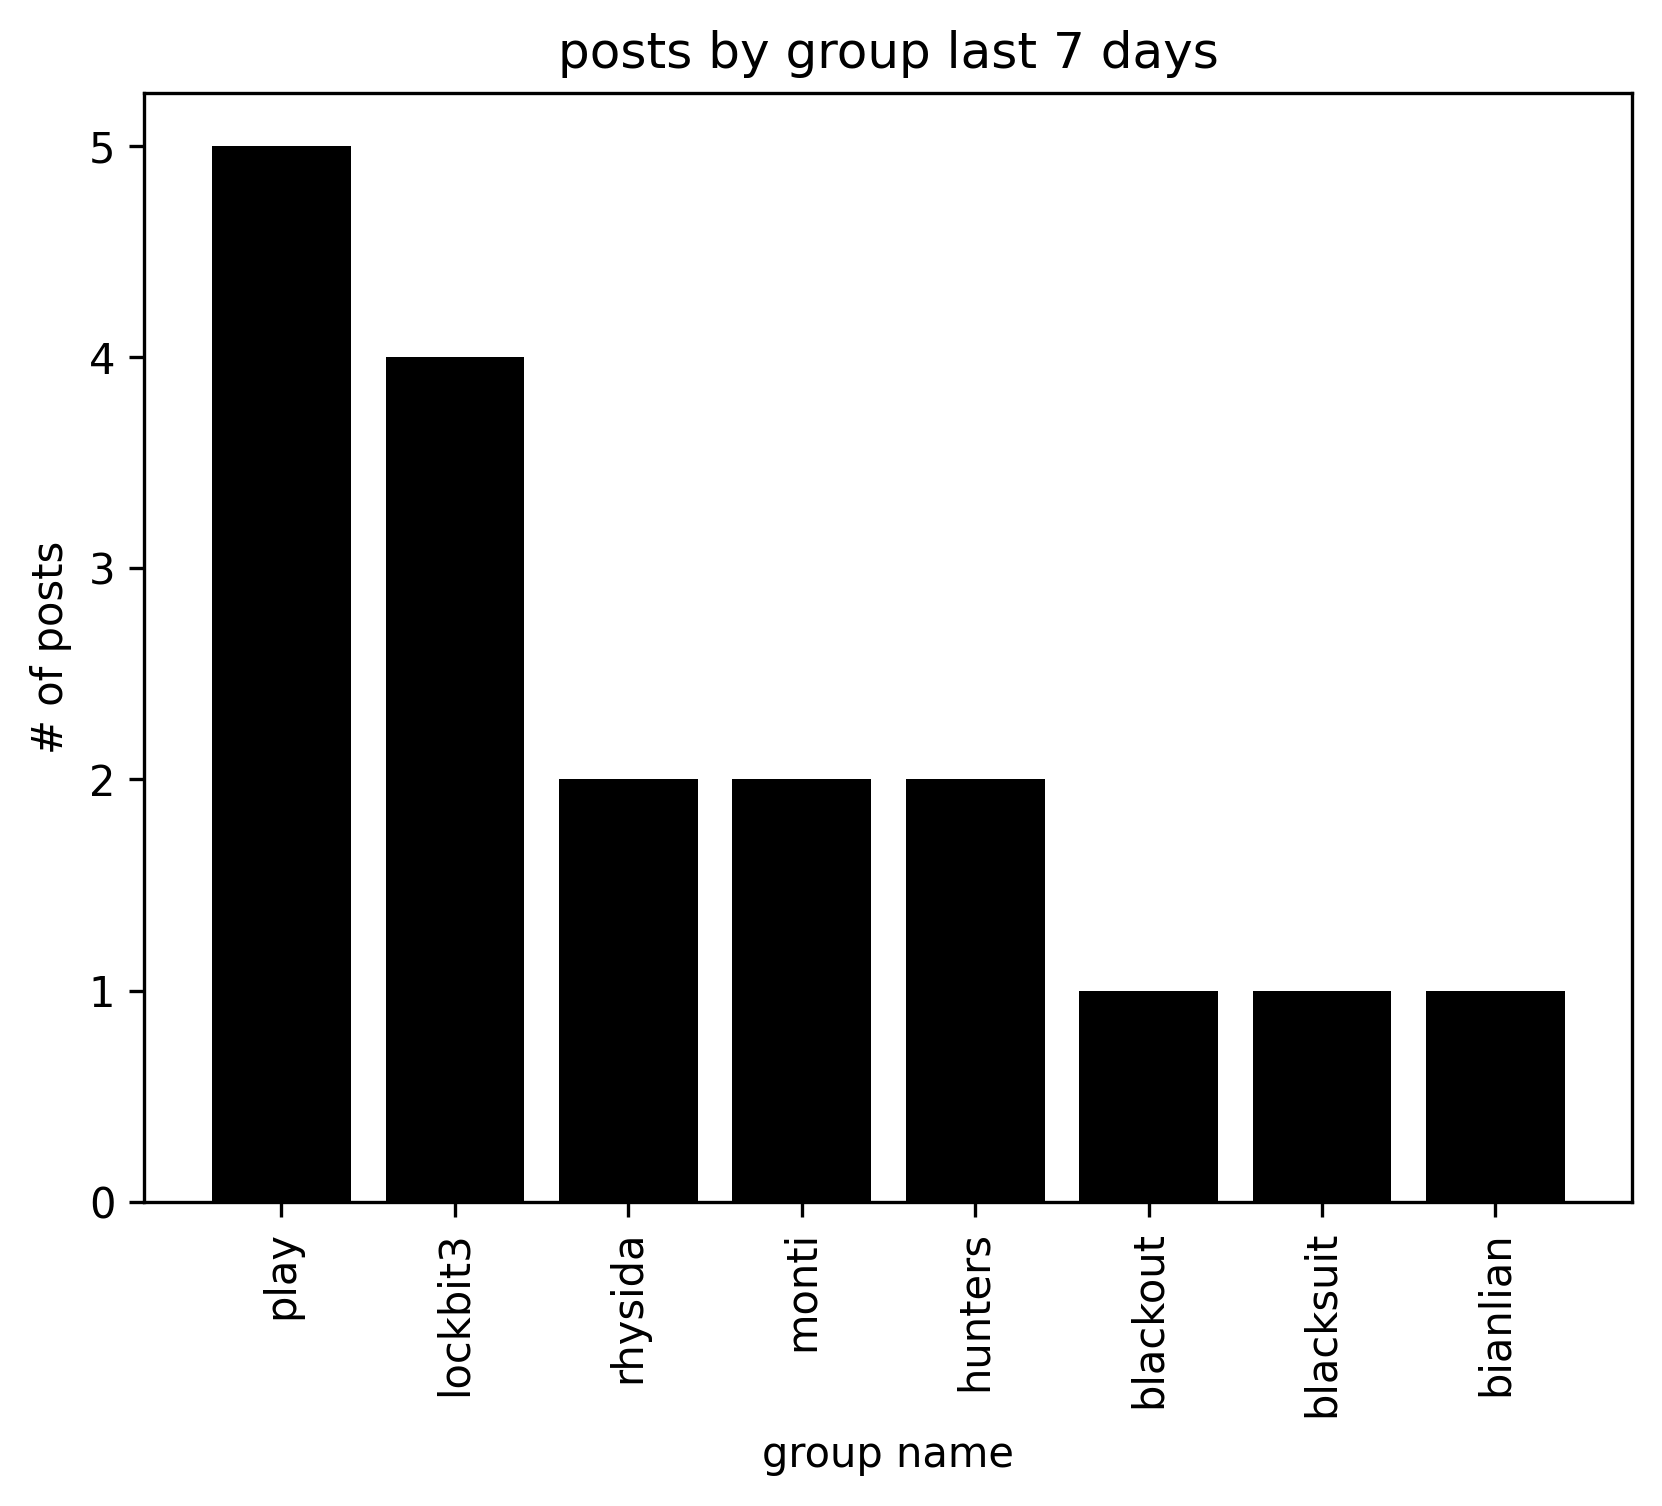 posts by group last 7 days
# of posts
5
4
3
2
1
0
play
lockbit3
rhysida
monti
hunters
blackout
blacksuit
bianlian
group name